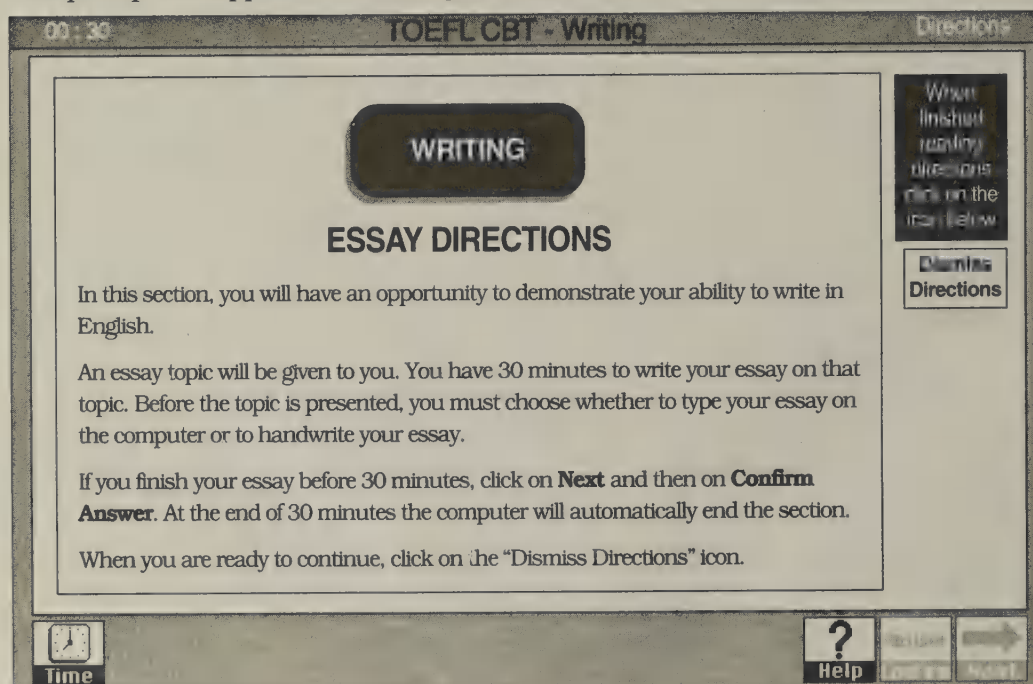 00 : 30
TOEFL CBT - Writing
Directions
WRITING
ESSAY DIRECTIONS
In this section, you will have an opportunity to demonstrate your ability to write in
English.
An essay topic will be given to you. You have 30 minutes to write your essay on that
topic. Before the topic is presented, you must choose whether to type your essay on
the computer or to handwrite your essay.
If you finish your essay before 30 minutes, click on Next and then on Confirm
Answer. At the end of 30 minutes the computer will automatically end the section.
When you are ready to continue, click on the “Dismiss Directions” icon.
When
finished
reading
directions
click on the
icon below
Dismiss
Directions
Time
?
Help
Answer
Confirm
Next